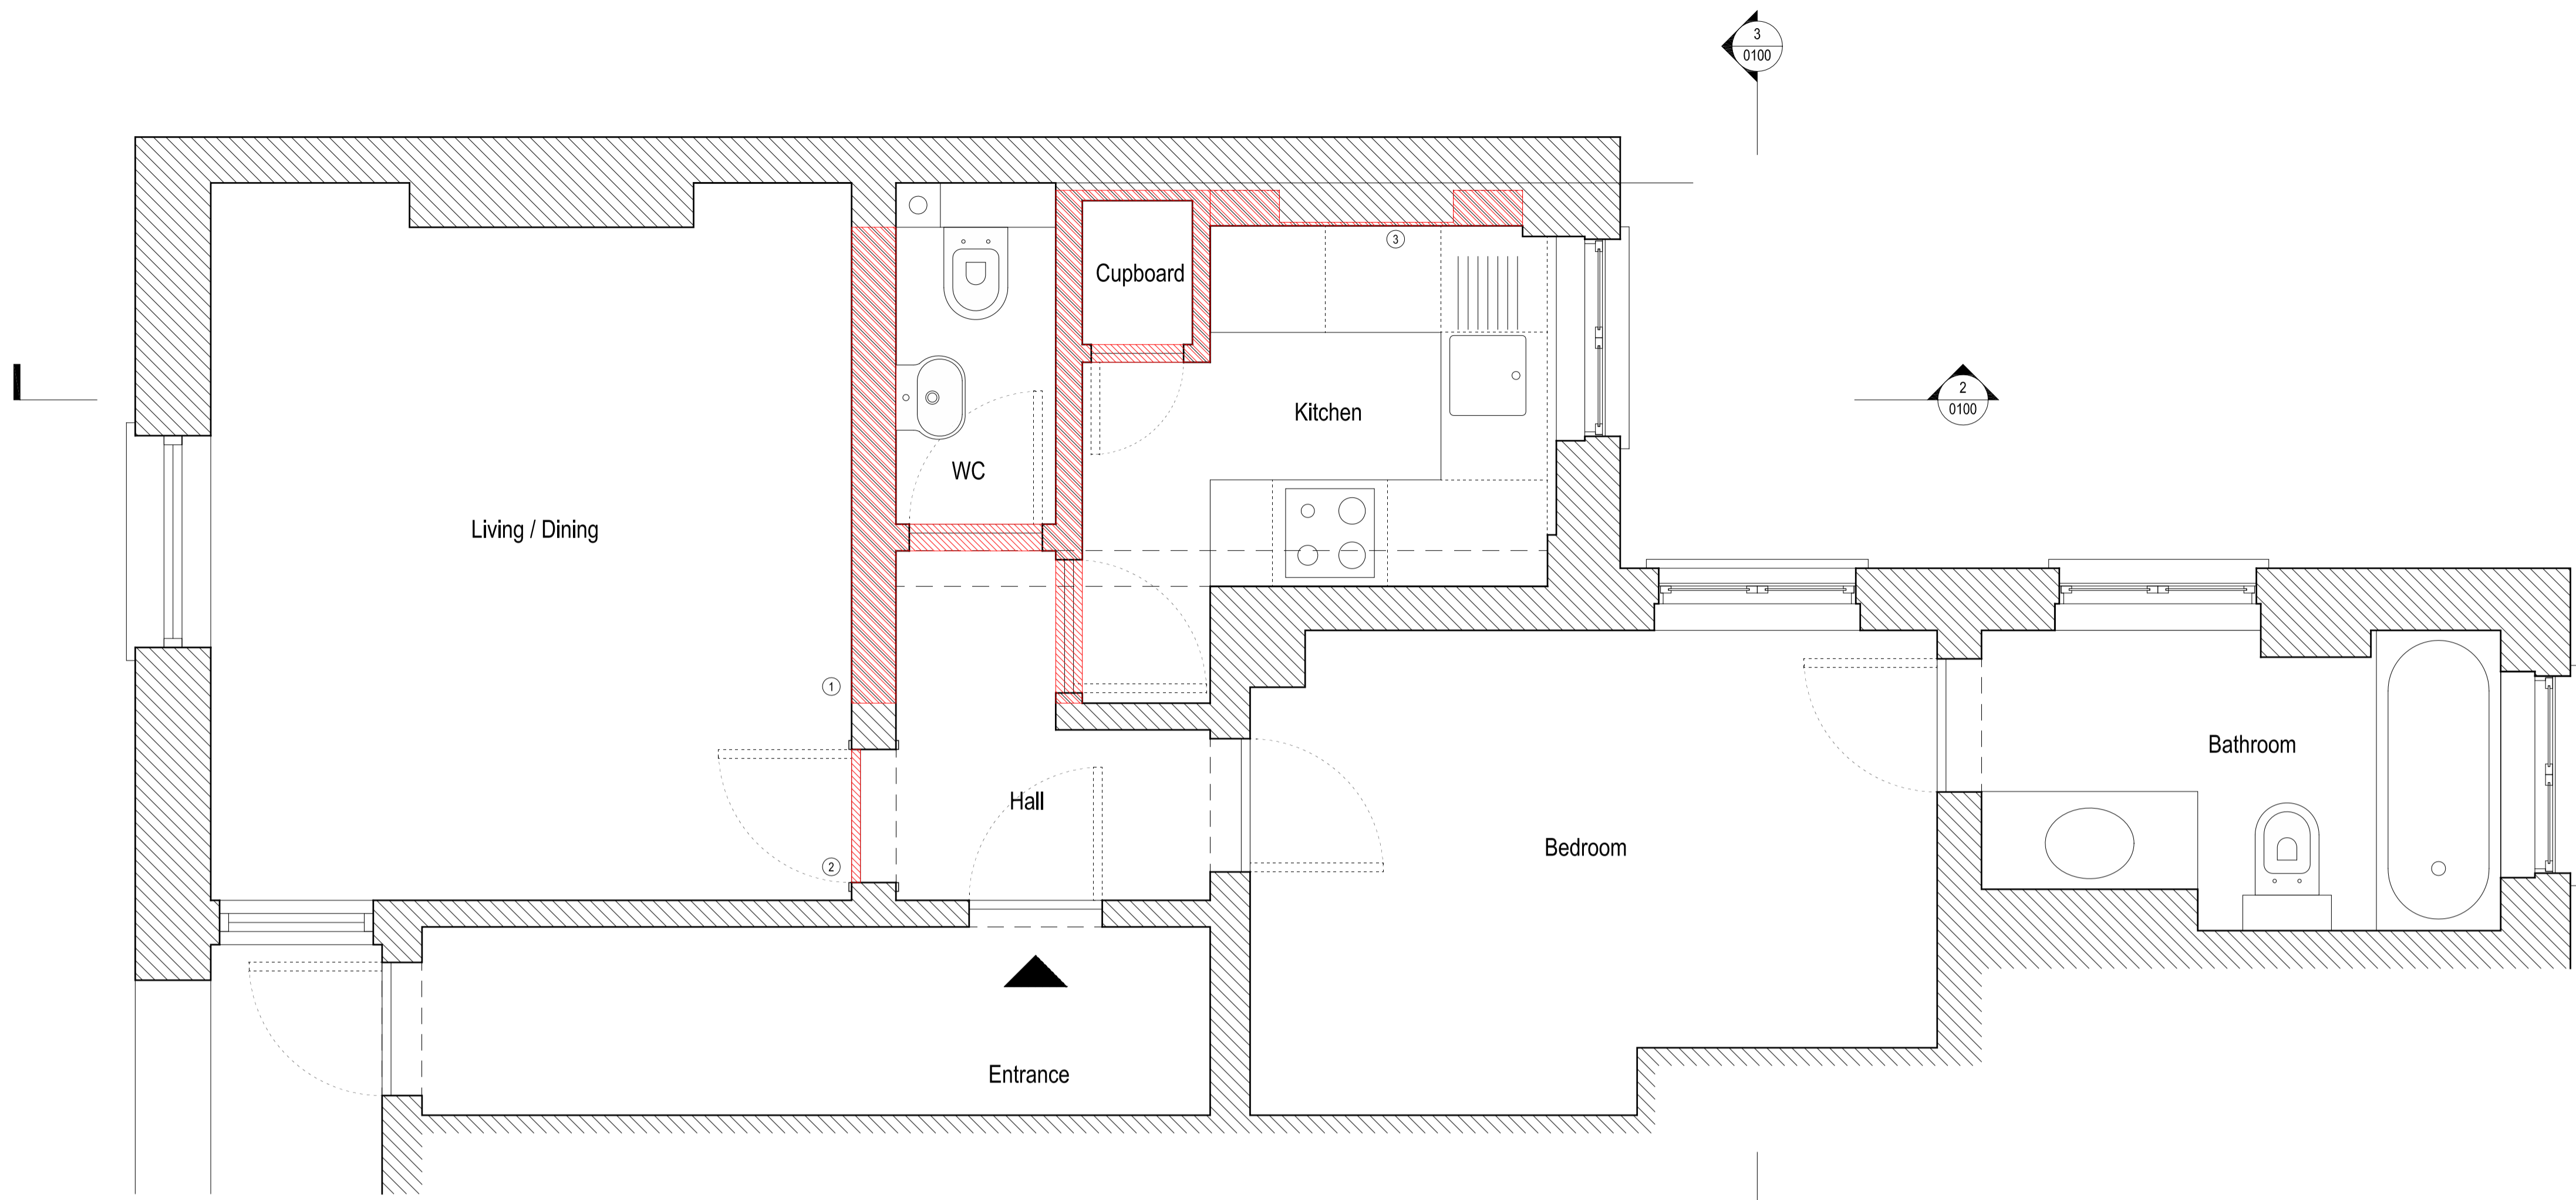 3
0100
3
Cupboard
Kitchen
2
0100
WC
Living / Dining
1
Bathroom
Hall
Bedroom
2
Entrance